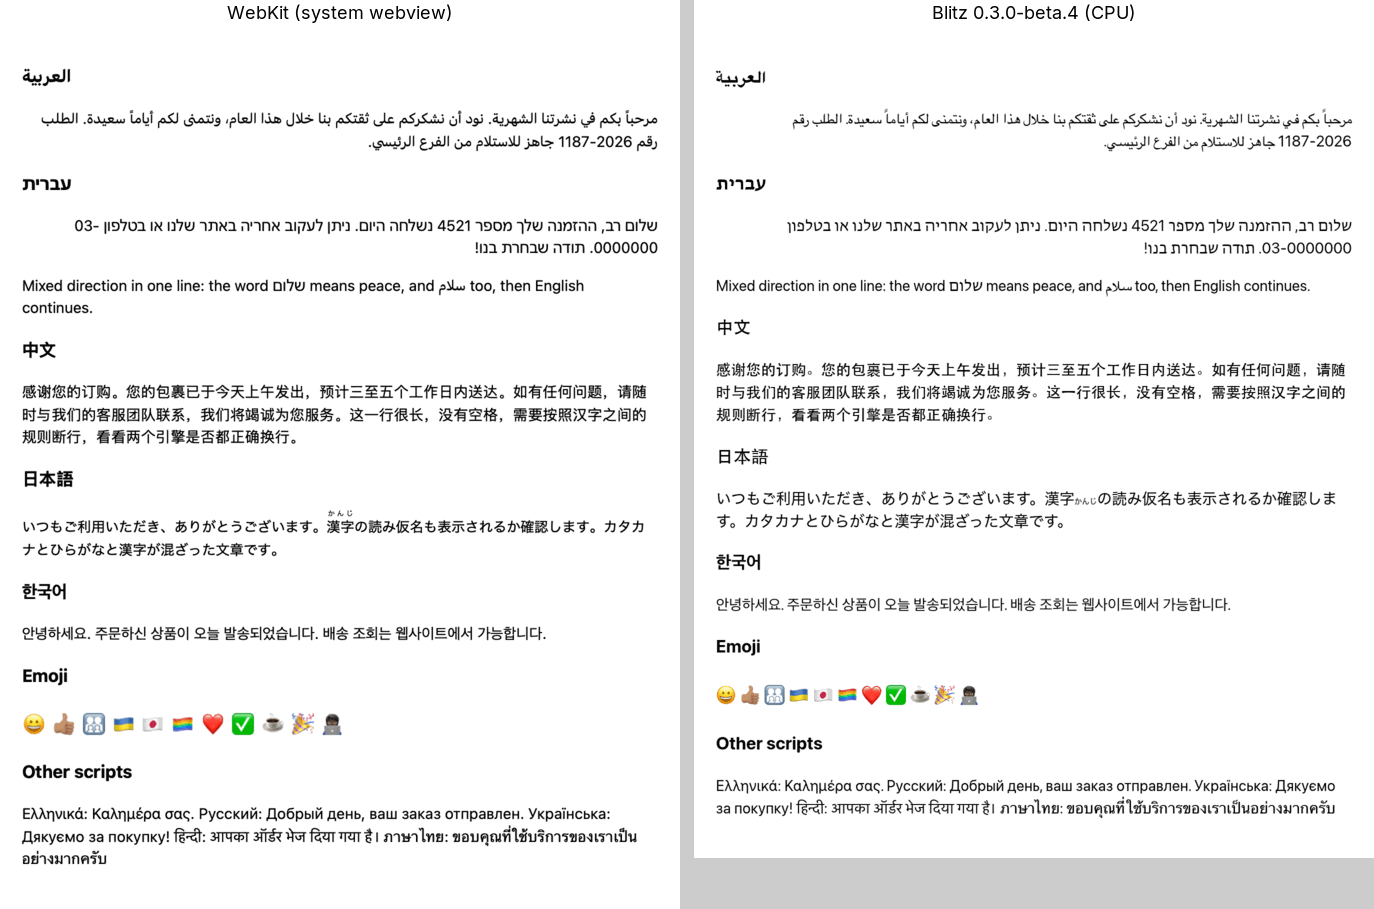 WebKit (system webview)
العربية
مرحباً بكم في نشرتنا الشهرية. نود أن نشكركم على ثقتكم بنا خلال هذا العام، ونتمنى لكم أياماً سعيدة. الطلب
رقم 2026-1187 جاهز للاستلام من الفرع الرئيسي.
עברית
שלום רב, ההזמנה שלך מספר 4521 נשלחה היום. ניתן לעקוב אחריה באתר שלנו או בטלפון 03-
0000000. תודה שבחרת בנו!
Mixed direction in one line: the word שלום means peace, and سلام too, then English
continues.
中文
感谢您的订购。您的包裹已于今天上午发出，预计三至五个工作日内送达。如有任何问题，请随
时与我们的客服团队联系，我们将竭诚为您服务。这一行很长，没有空格，需要按照汉字之间的
规则断行，看看两个引擎是否都正确换行。
日本語
かんじ
いつもご利用いただき、ありがとうございます。漢字の読み仮名も表示されるか確認します。カタカ
ナとひらがなと漢字が混ざった文章です。
한국어
안녕하세요. 주문하신 상품이 오늘 발송되었습니다. 배송 조회는 웹사이트에서 가능합니다.
Emoji
😀 👍🏽 👨‍👩‍👧‍👦 🇺🇦 🇯🇵 🏳️‍🌈 ❤️ ✅ ☕ 🎉 🧑🏿‍💻
Other scripts
Ελληνικά: Καλημέρα σας. Русский: Добрый день, ваш заказ отправлен. Українська:
Дякуємо за покупку! हिन्दी: आपका ऑर्डर भेज दिया गया है। ภาษาไทย: ขอบคุณที่ใช้บริการของเราเป็น
อย่างมากครับ
Blitz 0.3.0-beta.4 (CPU)
العربية
مرحباً بكم في نشرتنا الشهرية. نود أن نشكركم على ثقتكم بنا خلال هذا العام، ونتمنى لكم أياماً سعيدة. الطلب رقم
2026-1187 جاهز للاستلام من الفرع الرئيسي.
עברית
שלום רב, ההזמנה שלך מספר 4521 נשלחה היום. ניתן לעקוב אחריה באתר שלנו או בטלפון
03-0000000. תודה שבחרת בנו!
Mixed direction in one line: the word שלום means peace, and سلام too, then English continues.
中文
感谢您的订购。您的包裹已于今天上午发出，预计三至五个工作日内送达。如有任何问题，请随
时与我们的客服团队联系，我们将竭诚为您服务。这一行很长，没有空格，需要按照汉字之间的
规则断行，看看两个引擎是否都正确换行。
日本語
いつもご利用いただき、ありがとうございます。漢字かんじの読み仮名も表示されるか確認しま
す。カタカナとひらがなと漢字が混ざった文章です。
한국어
안녕하세요. 주문하신 상품이 오늘 발송되었습니다. 배송 조회는 웹사이트에서 가능합니다.
Emoji
😀 👍🏽 👨‍👩‍👧‍👦 🇺🇦 🇯🇵 🏳️‍🌈 ❤️ ✅ ☕ 🎉 🧑🏿‍💻
Other scripts
Ελληνικά: Καλημέρα σας. Русский: Добрый день, ваш заказ отправлен. Українська: Дякуємо
за покупку! हिन्दी: आपका ऑर्डर भेज दिया गया है। ภาษาไทย: ขอบคุณที่ใช้บริการของเราเป็นอย่างมากครับ